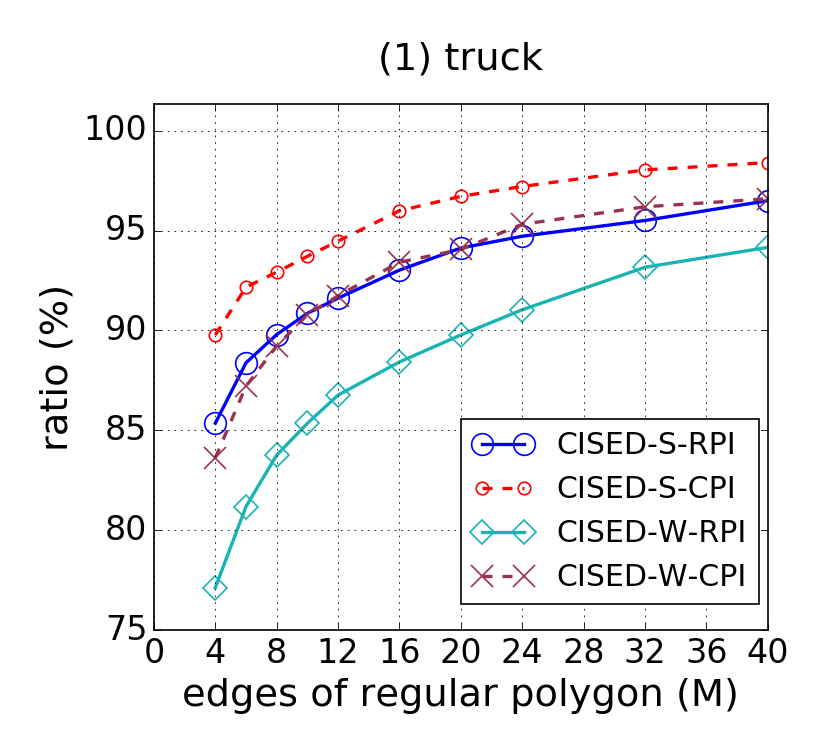 (1) truck
100
95
90
85
80
75
ratio (%)
CISED-S-RPI
CISED-S-CPI
CISED-W-RPI
CISED-W-CPI
0 4 8 12 16 20 24 28 32 36 40
edges of regular polygon (M)